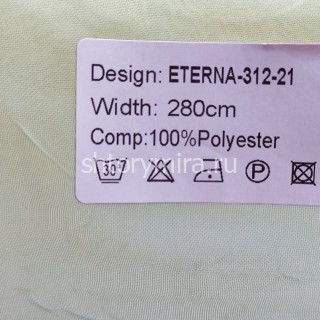 Design: ETERNA-312-21
Width: 280cm
Comp:100%Polyester
shtorymira.ru
30°
P